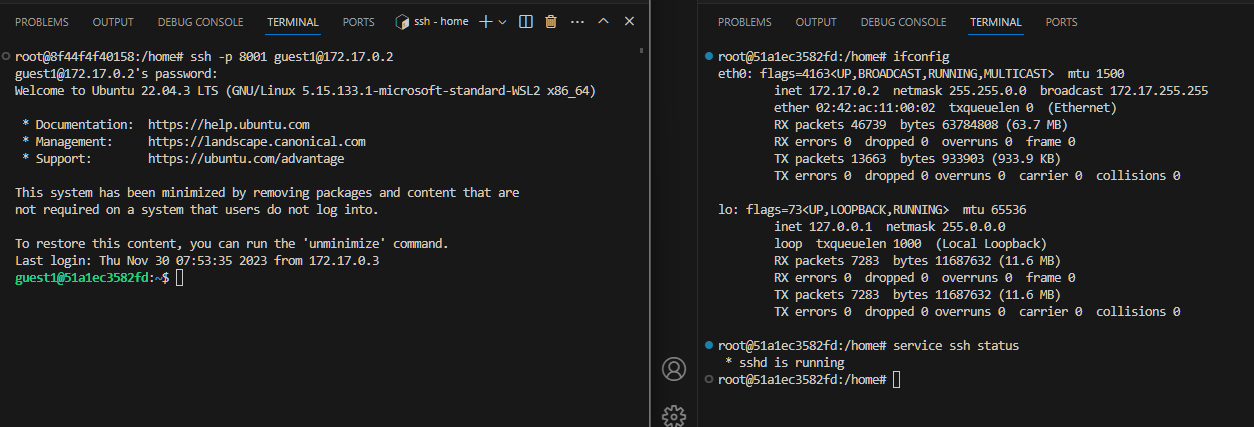 PROBLEMS OUTPUT DEBUG CONSOLE TERMINAL PORTS ssh - home
root@8f44f4f40158:/home# ssh -p 8001 guest1@172.17.0.2
guest1@172.17.0.2's password:
Welcome to Ubuntu 22.04.3 LTS (GNU/Linux 5.15.133.1-microsoft-standard-WSL2 x86_64)
* Documentation:  https://help.ubuntu.com
* Management:     https://landscape.canonical.com
* Support:        https://ubuntu.com/advantage
This system has been minimized by removing packages and content that are
not required on a system that users do not log into.
To restore this content, you can run the 'unminimize' command.
Last login: Thu Nov 30 07:53:35 2023 from 172.17.0.3
guest1@51a1ec3582fd:~$
PROBLEMS OUTPUT DEBUG CONSOLE TERMINAL PORTS
root@51a1ec3582fd:/home# ifconfig
eth0: flags=4163<UP,BROADCAST,RUNNING,MULTICAST>  mtu 1500
inet 172.17.0.2  netmask 255.255.0.0  broadcast 172.17.255.255
ether 02:42:ac:11:00:02  txqueuelen 0  (Ethernet)
RX packets 46739  bytes 63784808 (63.7 MB)
RX errors 0  dropped 0  overruns 0  frame 0
TX packets 13663  bytes 933903 (933.9 KB)
TX errors 0  dropped 0 overruns 0  carrier 0  collisions 0
lo: flags=73<UP,LOOPBACK,RUNNING>  mtu 65536
inet 127.0.0.1  netmask 255.0.0.0
loop  txqueuelen 1000  (Local Loopback)
RX packets 7283  bytes 11687632 (11.6 MB)
RX errors 0  dropped 0  overruns 0  frame 0
TX packets 7283  bytes 11687632 (11.6 MB)
TX errors 0  dropped 0 overruns 0  carrier 0  collisions 0
root@51a1ec3582fd:/home# service ssh status
* sshd is running
root@51a1ec3582fd:/home#